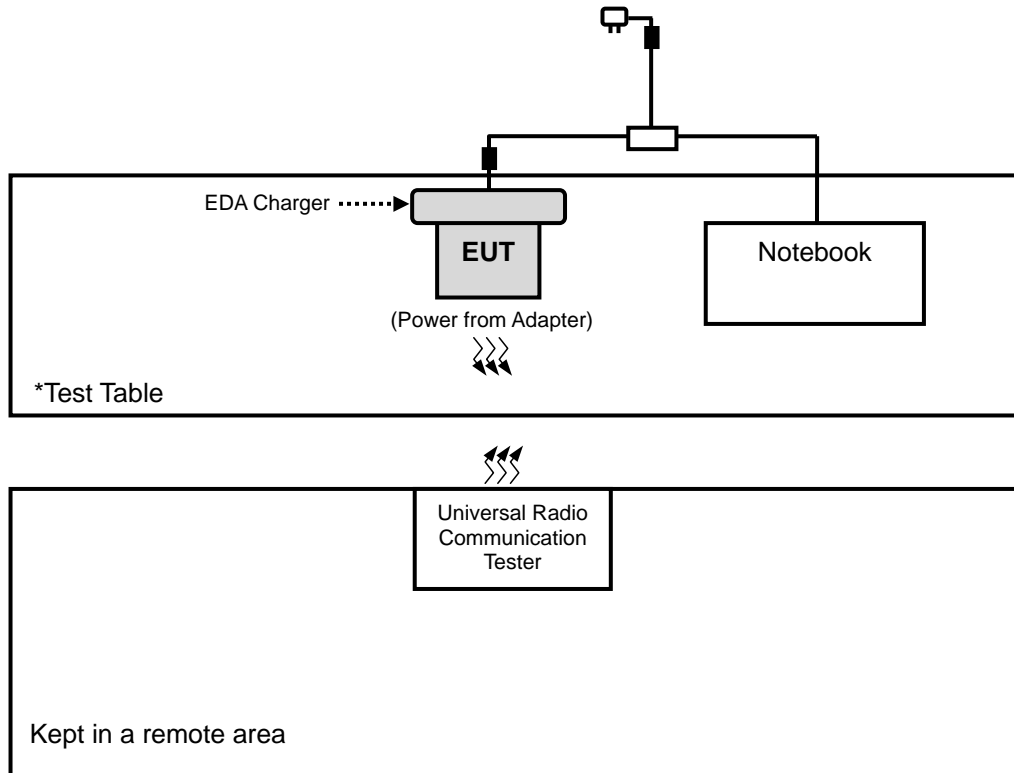 EDA Charger
EUT
Notebook
(Power from Adapter)
*Test Table
Universal Radio
Communication
Tester
Kept in a remote area